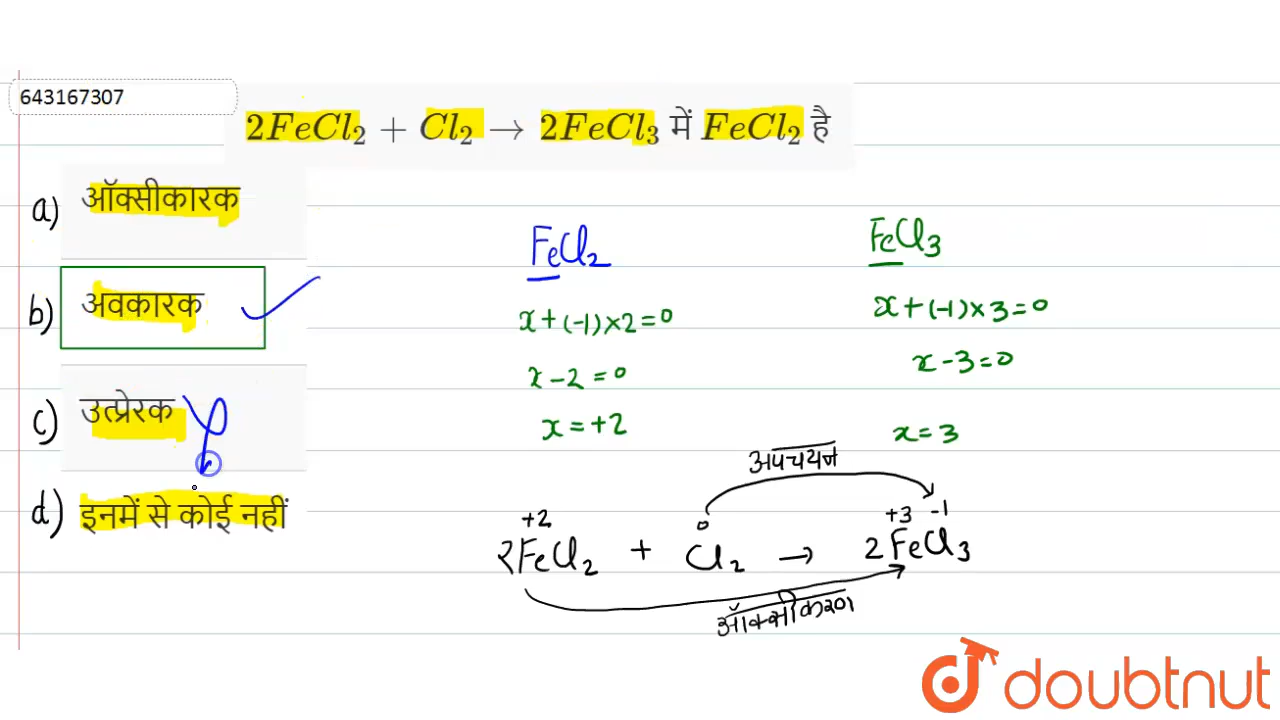 643167307
2FeCl₂ + Cl₂ → 2FeCl₃ में FeCl₂ है
a) ऑक्सीकारक
b) अवकारक
c) उत्प्रेरक
d) इनमें से कोई नहीं
FeCl₂
x+(-1)×2=0
x-2=0
x=+2
FeCl₃
x+(-1)×3=0
x-3=0
x=3
अपचयन
+2 0 +3 -1
2FeCl₂ + Cl₂ → 2FeCl₃
ऑक्सीकरण
doubtnut